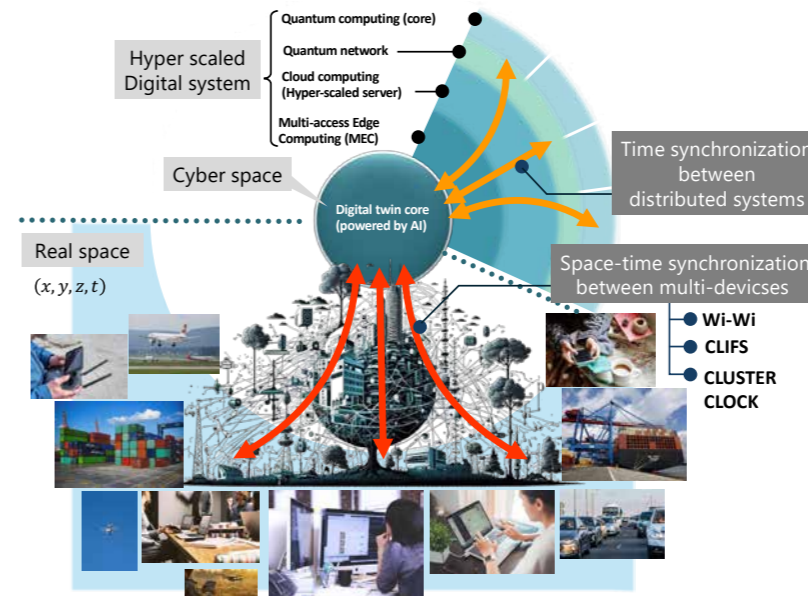 Quantum computing (core)
Quantum network
Cloud computing
(Hyper-scaled server)
Multi-access Edge
Computing (MEC)
Hyper scaled
Digital system
Cyber space
Digital twin core
(powered by AI)
Time synchronization
between
distributed systems
Real space
(x, y, z, t)
Space-time synchronization
between multi-devicses
Wi-Wi
CLIFS
CLUSTER
CLOCK